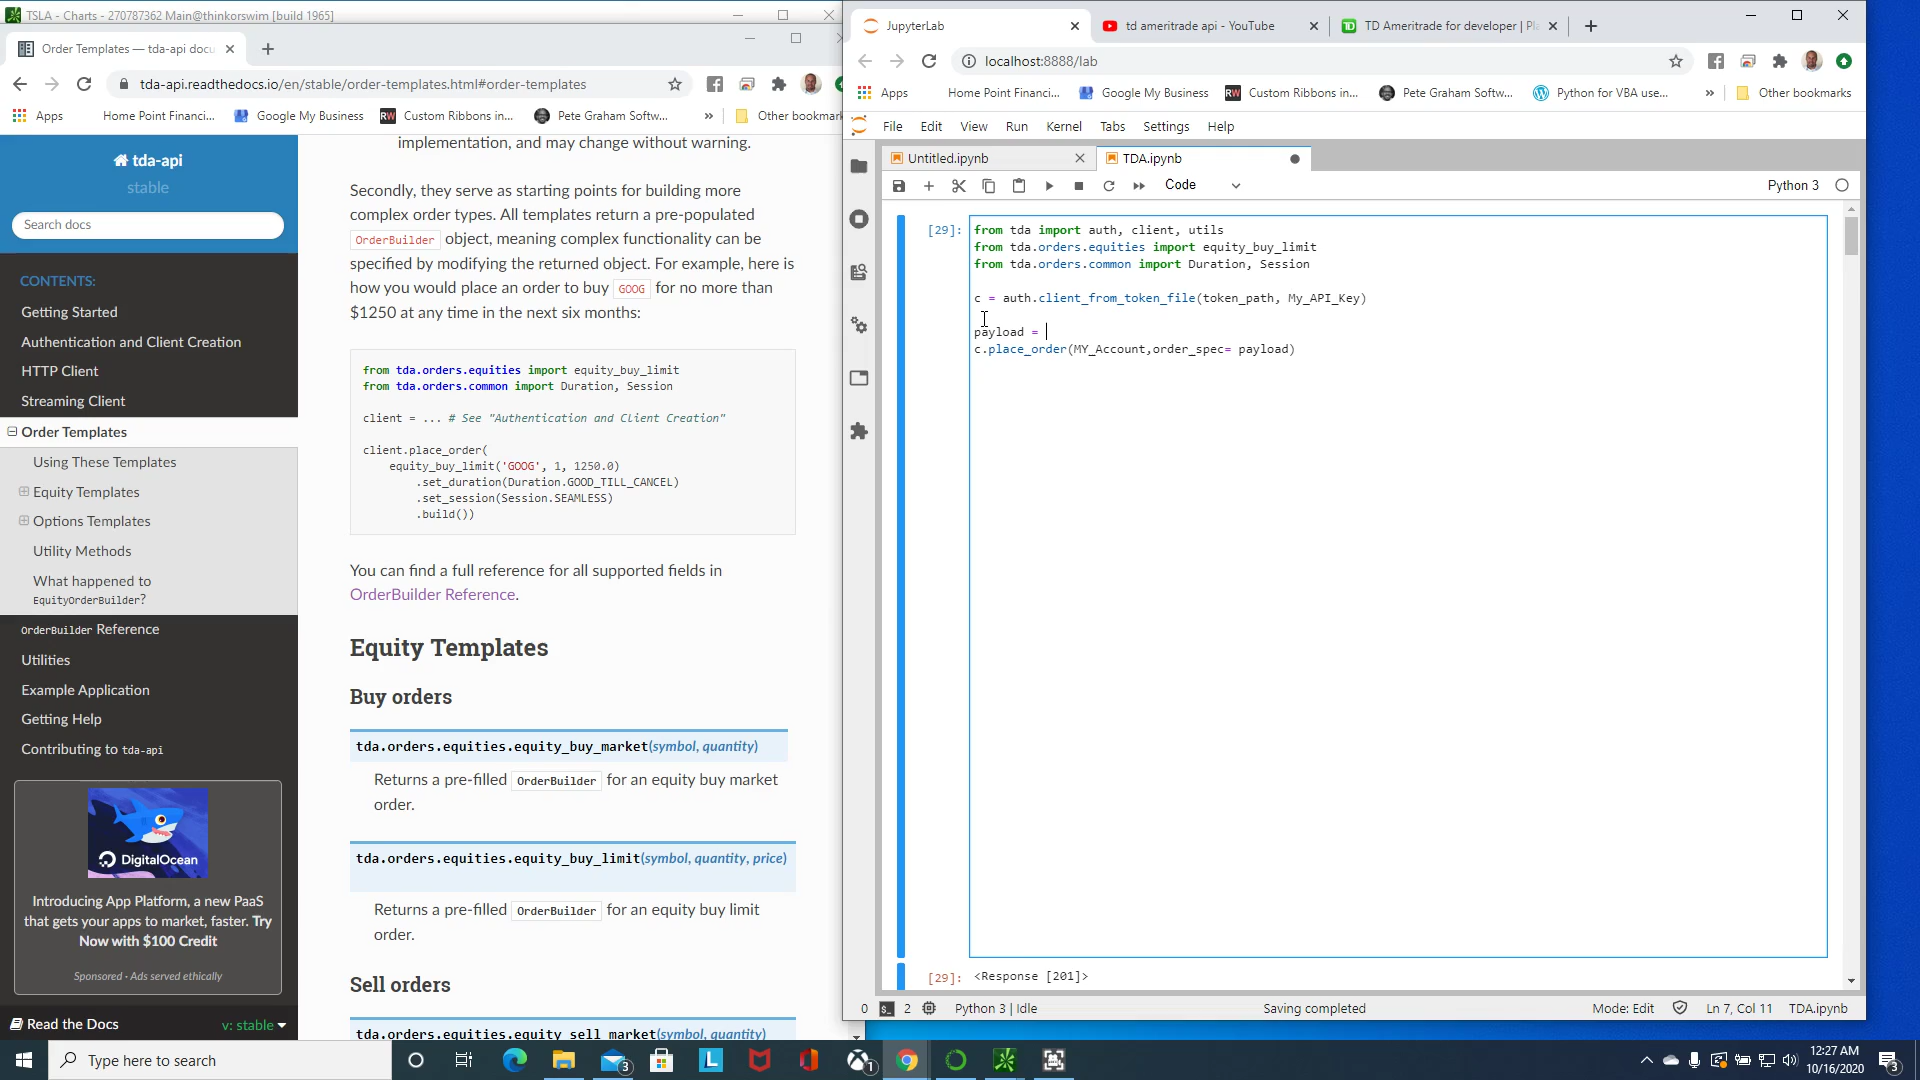 TSLA - Charts - 270787362 Main@thinkorswim [build 1965]
Order Templates — tda-api docu
tda-api.readthedocs.io/en/stable/order-templates.html#order-templates
Apps
Home Point Financi...
Google My Business
RW
Custom Ribbons in...
Pete Graham Softw...
»
Other bookmark
tda-api
stable
Search docs
CONTENTS:
Getting Started
Authentication and Client Creation
HTTP Client
Streaming Client
Order Templates
Using These Templates
Equity Templates
Options Templates
Utility Methods
What happened to
EquityOrderBuilder?
OrderBuilder Reference
Utilities
Example Application
Getting Help
Contributing to tda-api
DigitalOcean
Introducing App Platform, a new PaaS
that gets your apps to market, faster. Try
Now with $100 Credit
Sponsored · Ads served ethically
Read the Docs
v: stable
implementation, and may change without warning.
Secondly, they serve as starting points for building more
complex order types. All templates return a pre-populated
OrderBuilder object, meaning complex functionality can be
specified by modifying the returned object. For example, here is
how you would place an order to buy GOOG for no more than
$1250 at any time in the next six months:
from tda.orders.equities import equity_buy_limit
from tda.orders.common import Duration, Session
client = ... # See "Authentication and Client Creation"
client.place_order(
equity_buy_limit('GOOG', 1, 1250.0)
.set_duration(Duration.GOOD_TILL_CANCEL)
.set_session(Session.SEAMLESS)
.build())
You can find a full reference for all supported fields in
OrderBuilder Reference.
Equity Templates
Buy orders
tda.orders.equities.equity_buy_market(symbol, quantity)
Returns a pre-filled OrderBuilder for an equity buy market
order.
tda.orders.equities.equity_buy_limit(symbol, quantity, price)
Returns a pre-filled OrderBuilder for an equity buy limit
order.
Sell orders
tda.orders.equities.equity_sell_market(symbol, quantity)
JupyterLab
td ameritrade api - YouTube
TD Ameritrade for developer | Pl
localhost:8888/lab
Apps
Home Point Financi...
Google My Business
RW
Custom Ribbons in...
Pete Graham Softw...
Python for VBA use...
»
Other bookmarks
File
Edit
View
Run
Kernel
Tabs
Settings
Help
Untitled.ipynb
TDA.ipynb
Code
Python 3
[29]:
from tda import auth, client, utils
from tda.orders.equities import equity_buy_limit
from tda.orders.common import Duration, Session
c = auth.client_from_token_file(token_path, My_API_Key)
payload =
c.place_order(MY_Account,order_spec= payload)
[29]:
<Response [201]>
0
2
Python 3 | Idle
Saving completed
Mode: Edit
Ln 7, Col 11
TDA.ipynb
Type here to search
3
L
1
12:27 AM
10/16/2020
3